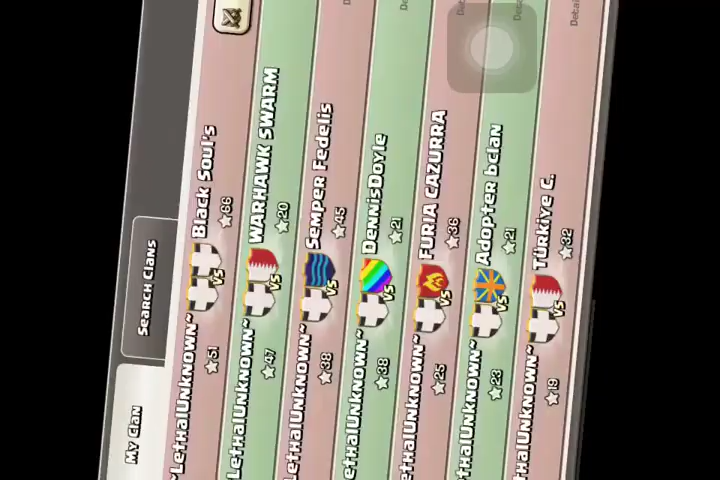 My Clan
Search Clans
~LethalUnknown~ VS Black Soul's
51 66
LethalUnknown~ VS WARHAWK SWARM
47 20
LethalUnknown~ VS Semper Fedelis
38 45
ethalUnknown~ VS DennisDoyle
38 21
ethalUnknown~ VS FURIA CAZURRA
25 36
thalUnknown~ VS Adopter bclan
23 21
thalUnknown~ VS TÜRKIYE C.
19 32